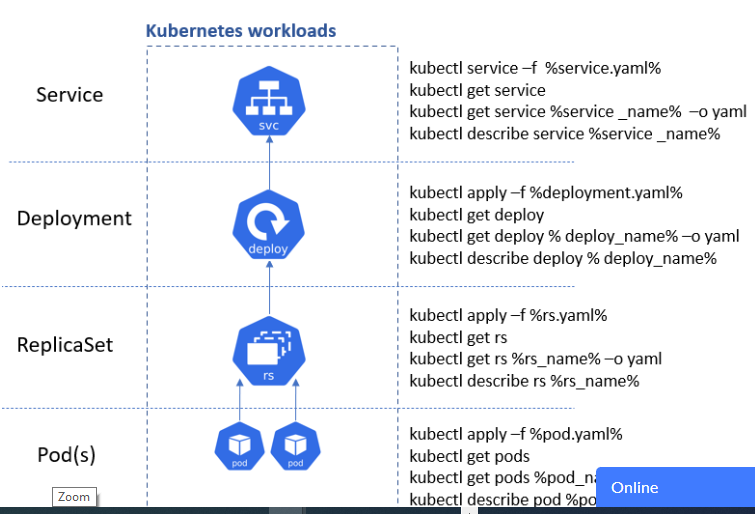 Kubernetes workloads
Service
svc
kubectl service –f %service.yaml%
kubectl get service
kubectl get service %service _name% –o yaml
kubectl describe service %service _name%
Deployment
deploy
kubectl apply –f %deployment.yaml%
kubectl get deploy
kubectl get deploy % deploy_name% –o yaml
kubectl describe deploy % deploy_name%
ReplicaSet
rs
kubectl apply –f %rs.yaml%
kubectl get rs
kubectl get rs %rs_name% –o yaml
kubectl describe rs %rs_name%
Pod(s)
pod
pod
kubectl apply –f %pod.yaml%
kubectl get pods
kubectl get pods %pod_na
kubectl describe pod %po
Online
Zoom